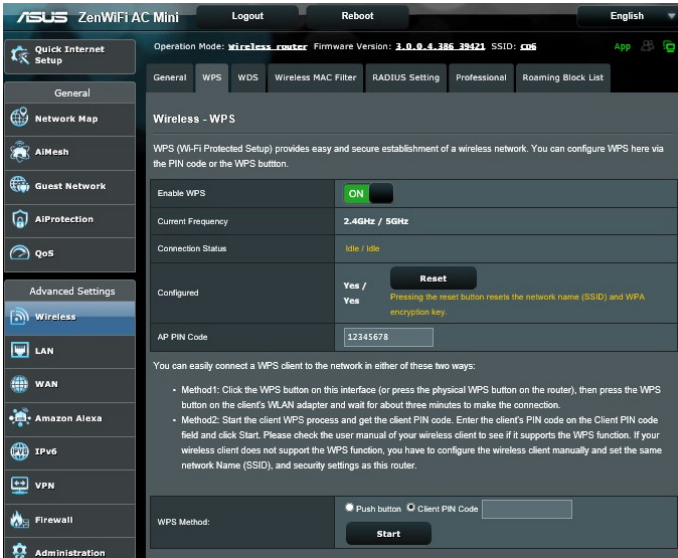 ASUS ZenWiFi AC Mini Logout Reboot English
Quick Internet Setup
Operation Mode: Wireless router Firmware Version: 3.0.0.4.386_39421 SSID: CD6 App
General WPS WDS Wireless MAC Filter RADIUS Setting Professional Roaming Block List
General
Network Map
AiMesh
Guest Network
AiProtection
QoS
Advanced Settings
Wireless
LAN
WAN
Amazon Alexa
IPv6
VPN
Firewall
Administration
Wireless - WPS
WPS (Wi-Fi Protected Setup) provides easy and secure establishment of a wireless network. You can configure WPS here via
the PIN code or the WPS buttton.
Enable WPS ON
Current Frequency 2.4GHz / 5GHz
Connection Status Idle / Idle
Configured Yes / Yes Reset
Pressing the reset button resets the network name (SSID) and WPA
encryption key.
AP PIN Code 12345678
You can easily connect a WPS client to the network in either of these two ways:
• Method1: Click the WPS button on this interface (or press the physical WPS button on the router), then press the WPS
button on the client's WLAN adapter and wait for about three minutes to make the connection.
• Method2: Start the client WPS process and get the client PIN code. Enter the client's PIN code on the Client PIN code
field and click Start. Please check the user manual of your wireless client to see if it supports the WPS function. If your
wireless client does not support the WPS function, you have to configure the wireless client manually and set the same
network Name (SSID), and security settings as this router.
WPS Method: Push button Client PIN Code
Start